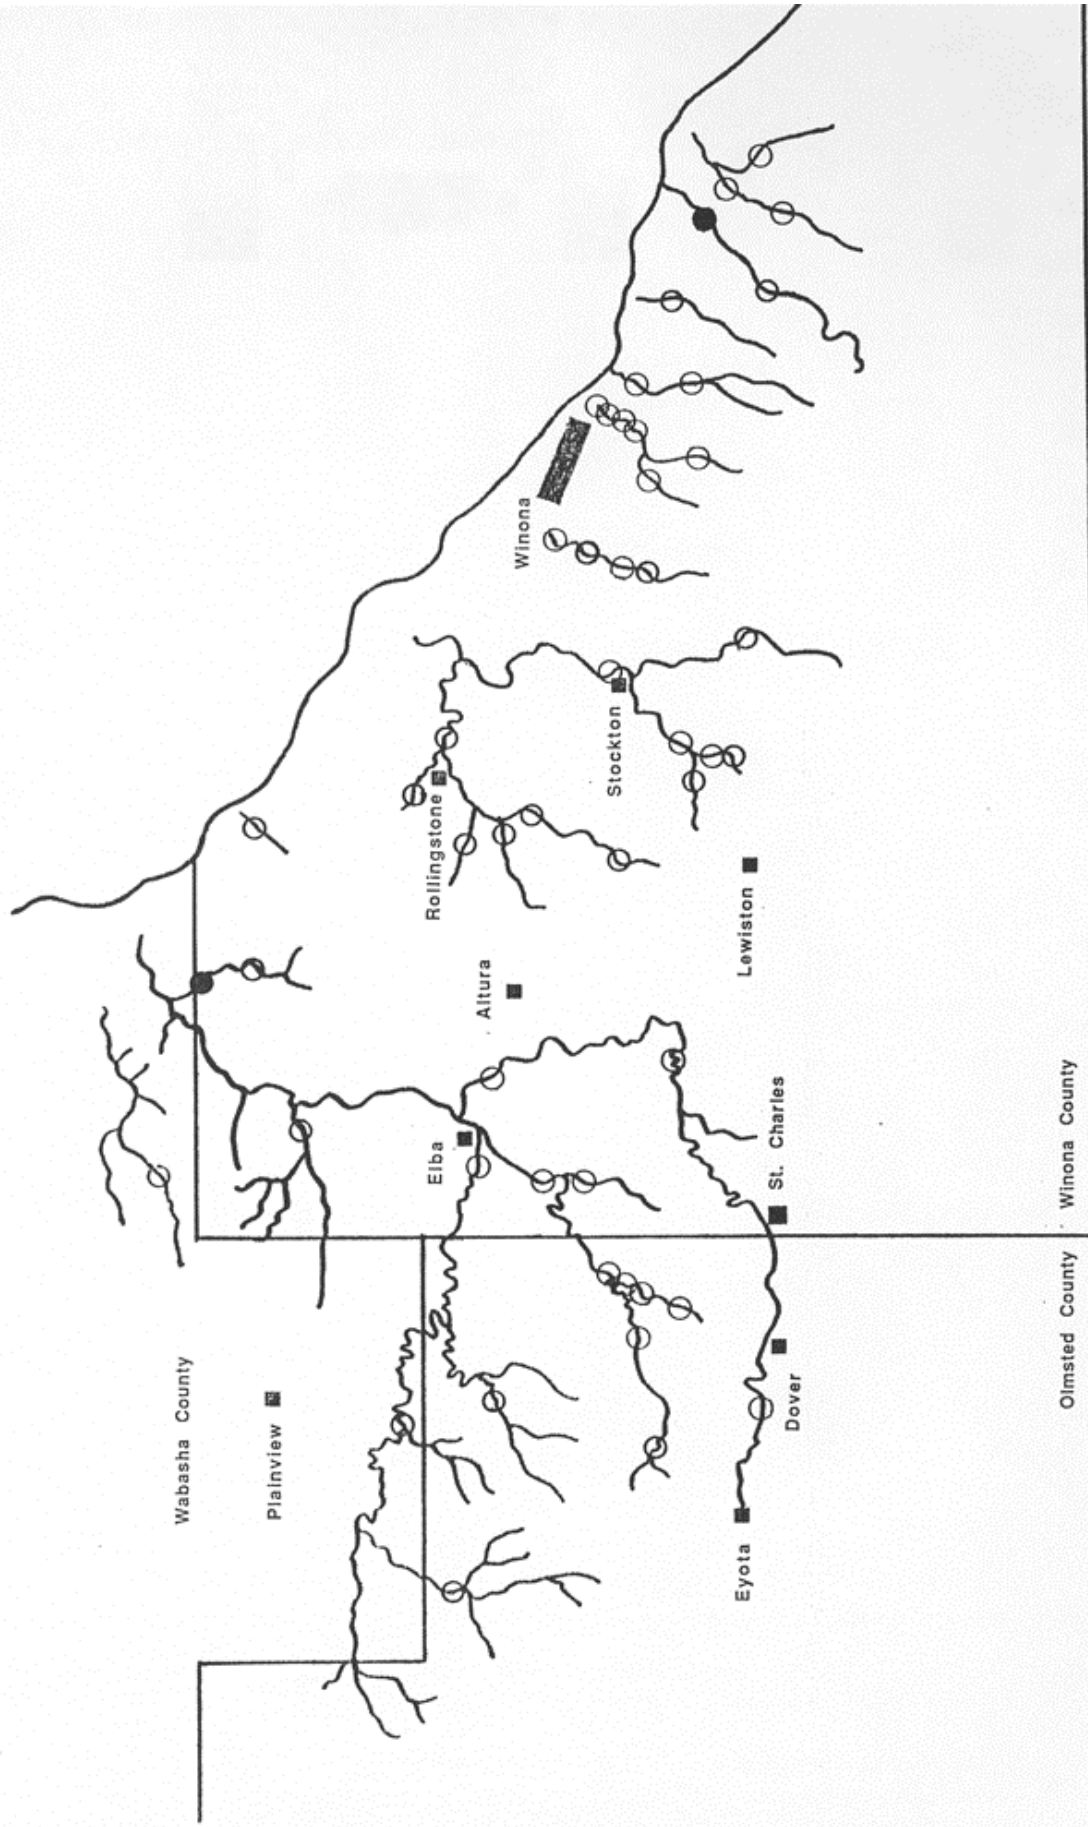 Wabasha County
Plainview
Eyota
Dover
Olmsted County
St. Charles
Winona County
Elba
Altura
Lewiston
Rollingstone
Stockton
Winona